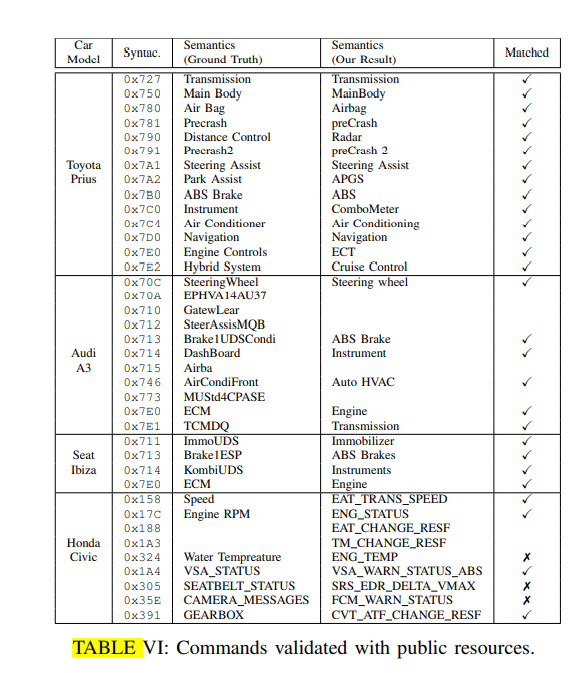 Car Model Syntac. Semantics (Ground Truth) Semantics (Our Result) Matched
0x727 Transmission Transmission ✓
0x750 Main Body MainBody ✓
0x780 Air Bag Airbag ✓
0x781 Precrash preCrash ✓
0x790 Distance Control Radar ✓
0x791 Precrash2 preCrash 2 ✓
Toyota 0x7A1 Steering Assist Steering Assist ✓
Prius 0x7A2 Park Assist APGS ✓
0x7B0 ABS Brake ABS ✓
0x7C0 Instrument ComboMeter ✓
0x7C4 Air Conditioner Air Conditioning ✓
0x7D0 Navigation Navigation ✓
0x7E0 Engine Controls ECT ✓
0x7E2 Hybrid System Cruise Control ✓
0x70C SteeringWheel Steering wheel ✓
0x70A EPHVA14AU37
0x710 GatewLear
0x712 SteerAssisMQB
0x713 Brake1UDSCondi ABS Brake ✓
Audi 0x714 DashBoard Instrument ✓
A3 0x715 Airba
0x746 AirCondiFront Auto HVAC ✓
0x773 MUStd4CPASE
0x7E0 ECM Engine ✓
0x7E1 TCMDQ Transmission ✓
0x711 ImmoUDS Immobilizer ✓
Seat 0x713 Brake1ESP ABS Brakes ✓
Ibiza 0x714 KombiUDS Instruments ✓
0x7E0 ECM Engine ✓
0x158 Speed EAT_TRANS_SPEED ✓
0x17C Engine RPM ENG_STATUS ✓
0x188 EAT_CHANGE_RESF
Honda 0x1A3 TM_CHANGE_RESF
Civic 0x324 Water Tempreature ENG_TEMP ✗
0x1A4 VSA_STATUS VSA_WARN_STATUS_ABS ✓
0x305 SEATBELT_STATUS SRS_EDR_DELTA_VMAX ✗
0x35E CAMERA_MESSAGES FCM_WARN_STATUS ✗
0x391 GEARBOX CVT_ATF_CHANGE_RESF ✓
TABLE VI: Commands validated with public resources.